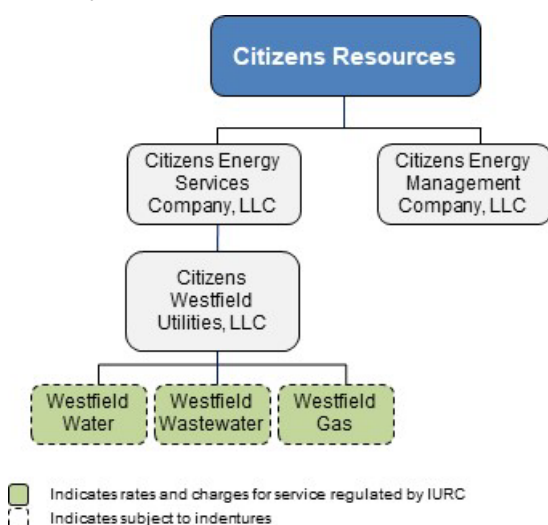 Citizens Resources
Citizens Energy
Services
Company, LLC
Citizens Energy
Management
Company, LLC
Citizens
Westfield
Utilities, LLC
Westfield
Water
Westfield
Wastewater
Westfield
Gas
Indicates rates and charges for service regulated by IURC
Indicates subject to indentures